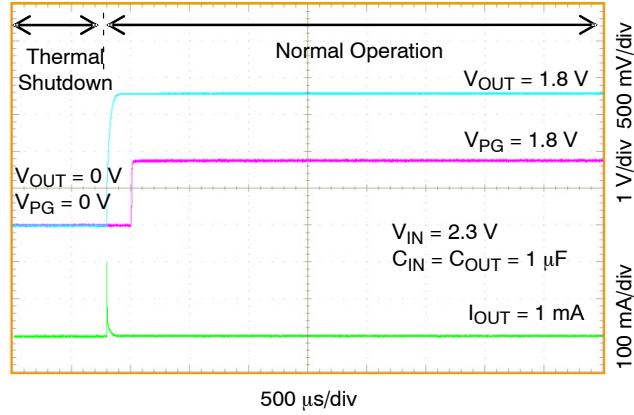 Thermal
Shutdown
Normal Operation
VOUT = 1.8 V
VPG = 1.8 V
VOUT = 0 V
VPG = 0 V
VIN = 2.3 V
CIN = COUT = 1 μF
IOUT = 1 mA
500 μs/div
500 mV/div
1 V/div
100 mA/div